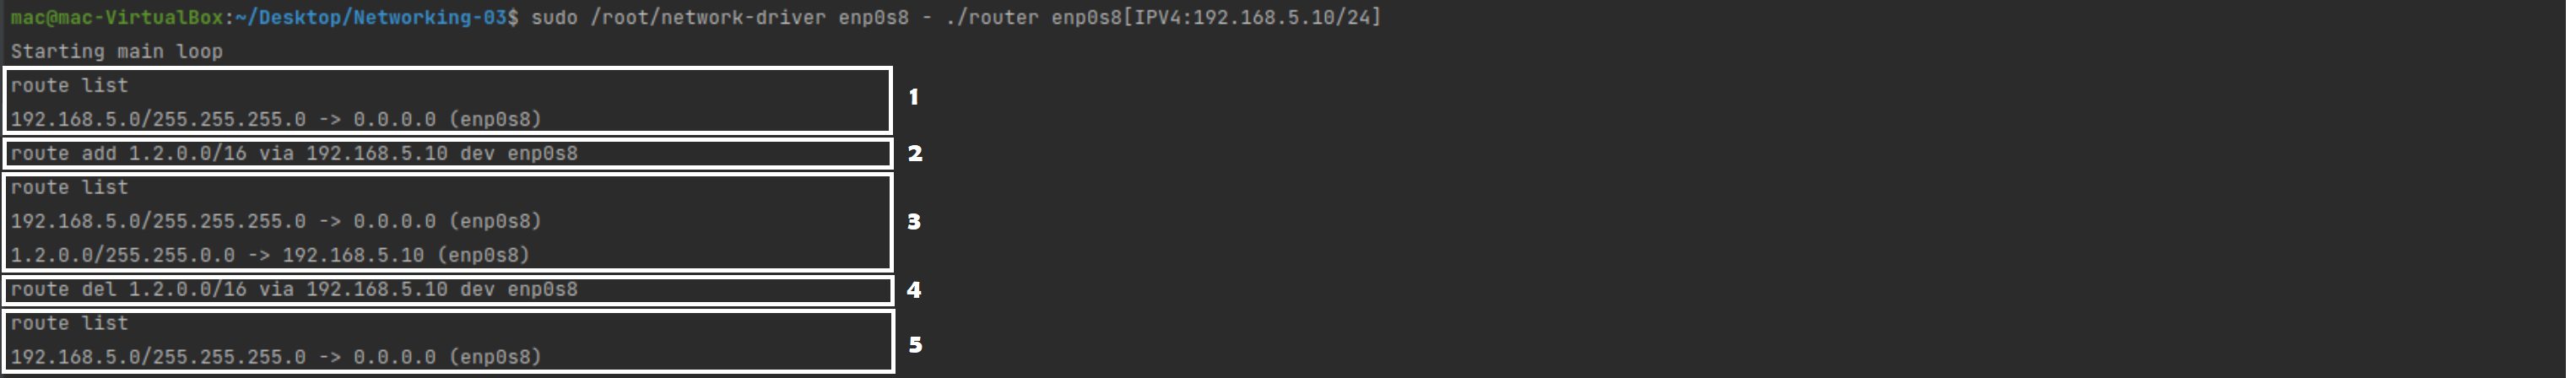 mac@mac-VirtualBox:~/Desktop/Networking-03$ sudo /root/network-driver enp0s8 - ./router enp0s8[IPV4:192.168.5.10/24]
Starting main loop
route list
1
192.168.5.0/255.255.255.0 -> 0.0.0.0 (enp0s8)
route add 1.2.0.0/16 via 192.168.5.10 dev enp0s8
2
route list
192.168.5.0/255.255.255.0 -> 0.0.0.0 (enp0s8)
3
1.2.0.0/255.255.0.0 -> 192.168.5.10 (enp0s8)
route del 1.2.0.0/16 via 192.168.5.10 dev enp0s8
4
route list
5
192.168.5.0/255.255.255.0 -> 0.0.0.0 (enp0s8)